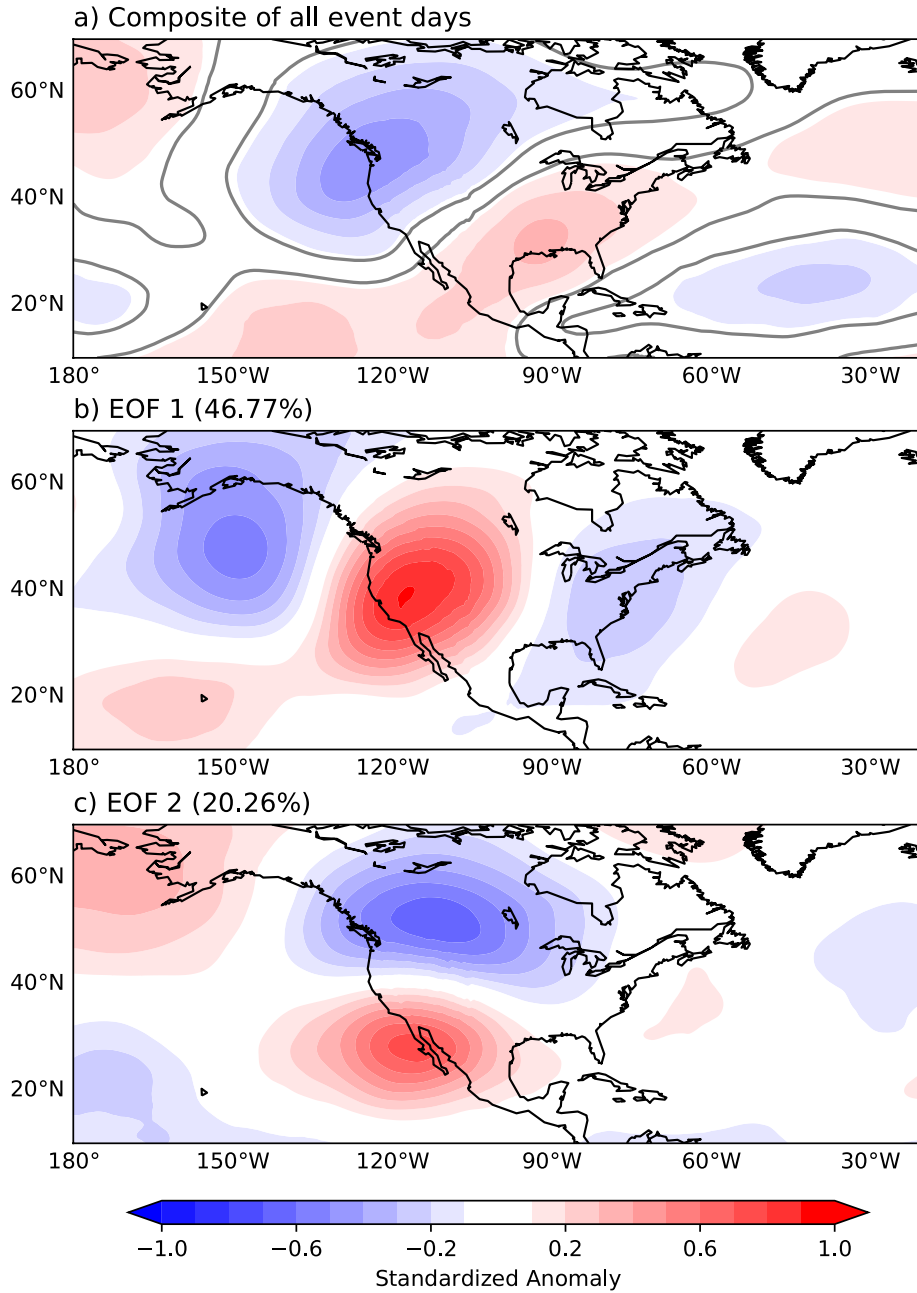 a) Composite of all event days
60°N
40°N
20°N
180° 150°W 120°W 90°W 60°W 30°W
b) EOF 1 (46.77%)
60°N
40°N
20°N
180° 150°W 120°W 90°W 60°W 30°W
c) EOF 2 (20.26%)
60°N
40°N
20°N
180° 150°W 120°W 90°W 60°W 30°W
−1.0 −0.6 −0.2 0.2 0.6 1.0
Standardized Anomaly